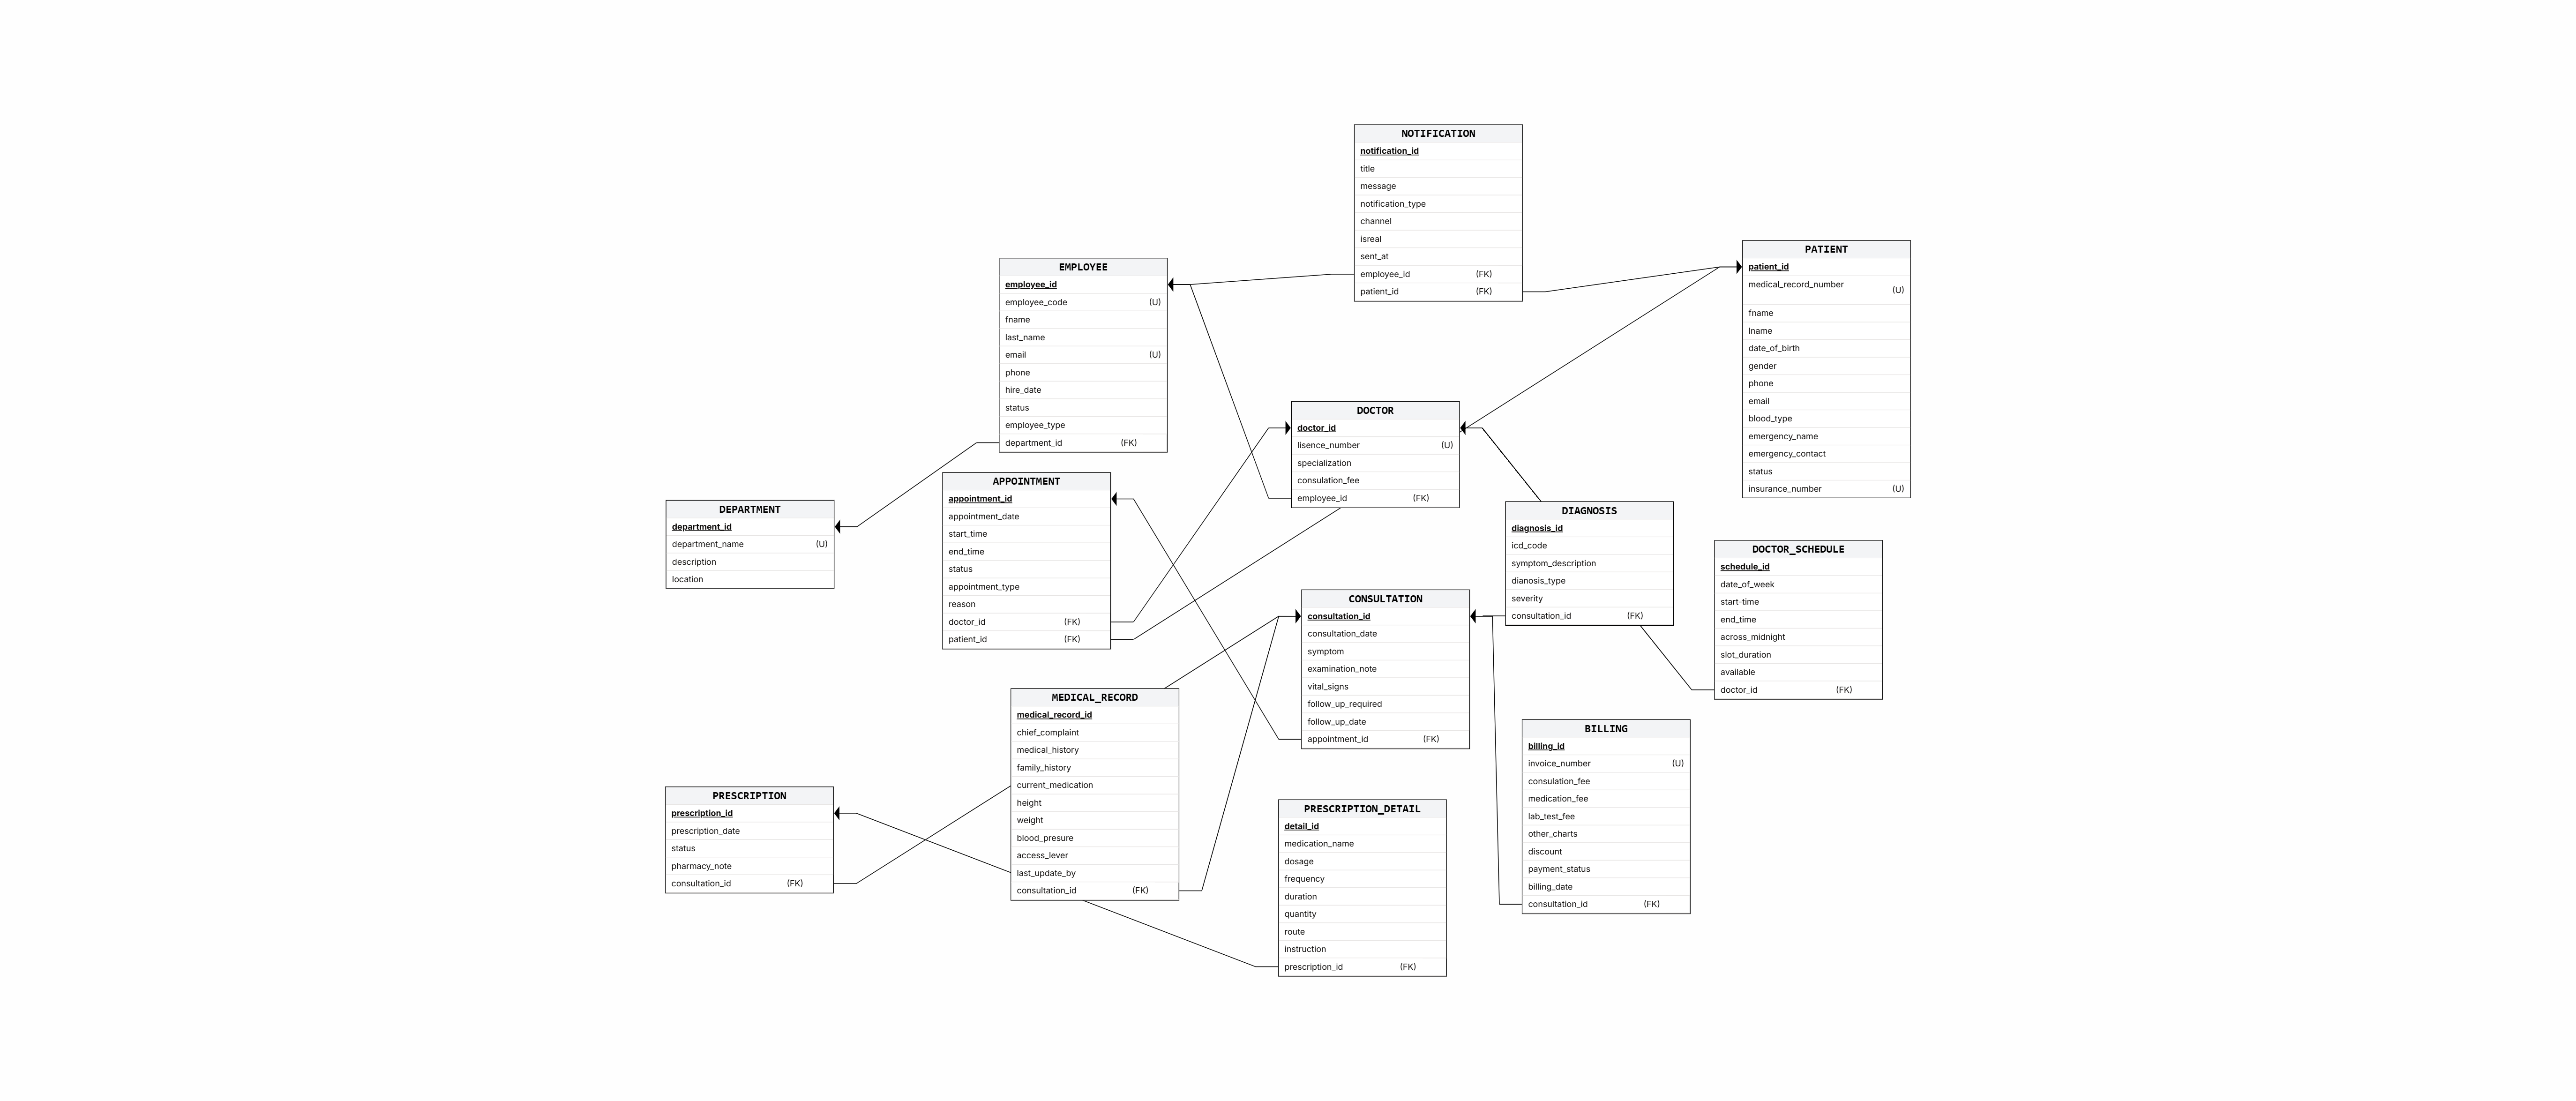 NOTIFICATION
notification_id
title
message
notification_type
channel
isreal
sent_at
employee_id (FK)
patient_id (FK)
PATIENT
patient_id
medical_record_number (U)
fname
lname
date_of_birth
gender
phone
email
blood_type
emergency_name
emergency_contact
status
insurance_number (U)
EMPLOYEE
employee_id
employee_code (U)
fname
last_name
email (U)
phone
hire_date
status
employee_type
department_id (FK)
DOCTOR
doctor_id
lisence_number (U)
specialization
consulation_fee
employee_id (FK)
APPOINTMENT
appointment_id
appointment_date
start_time
end_time
status
appointment_type
reason
doctor_id (FK)
patient_id (FK)
DEPARTMENT
department_id
department_name (U)
description
location
DIAGNOSIS
diagnosis_id
icd_code
symptom_description
dianosis_type
severity
consultation_id (FK)
DOCTOR_SCHEDULE
schedule_id
date_of_week
start-time
end_time
across_midnight
slot_duration
available
doctor_id (FK)
CONSULTATION
consultation_id
consultation_date
symptom
examination_note
vital_signs
follow_up_required
follow_up_date
appointment_id (FK)
MEDICAL_RECORD
medical_record_id
chief_complaint
medical_history
family_history
current_medication
height
weight
blood_presure
access_lever
last_update_by
consultation_id (FK)
BILLING
billing_id
invoice_number (U)
consulation_fee
medication_fee
lab_test_fee
other_charts
discount
payment_status
billing_date
consultation_id (FK)
PRESCRIPTION
prescription_id
prescription_date
status
pharmacy_note
consultation_id (FK)
PRESCRIPTION_DETAIL
detail_id
medication_name
dosage
frequency
duration
quantity
route
instruction
prescription_id (FK)